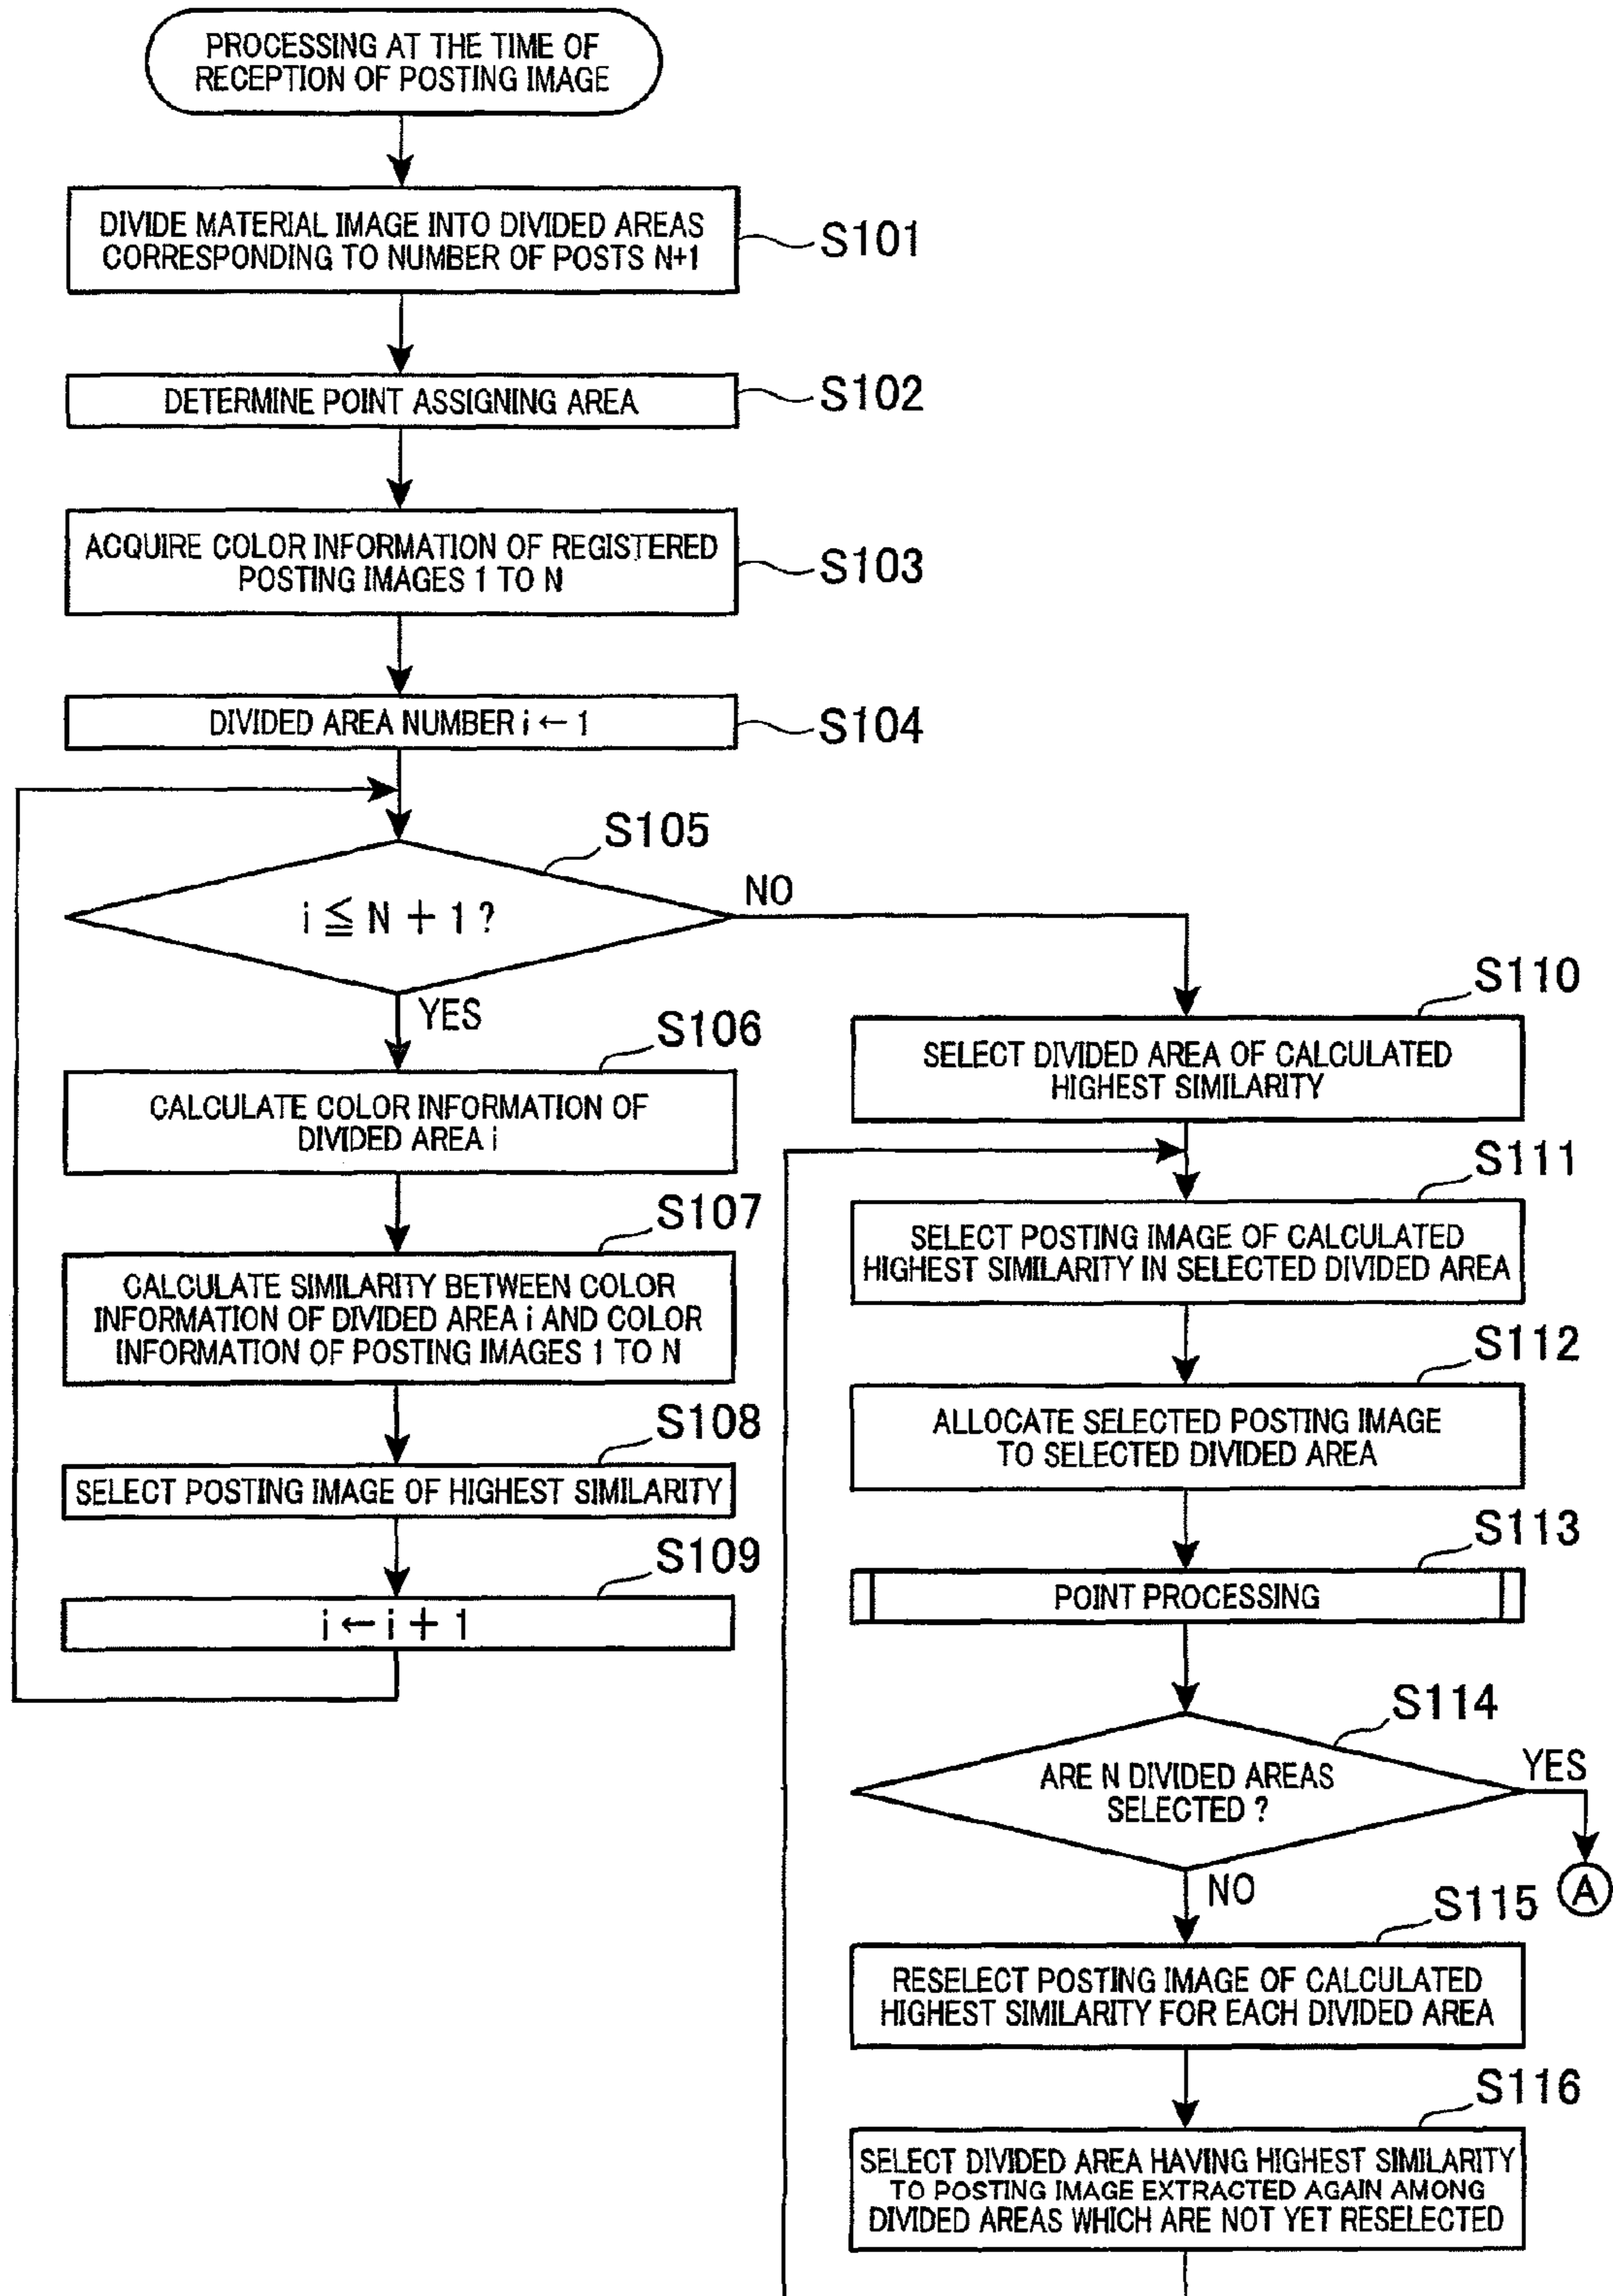 PROCESSING AT THE TIME OF
RECEPTION OF POSTING IMAGE
DIVIDE MATERIAL IMAGE INTO DIVIDED AREAS
CORRESPONDING TO NUMBER OF POSTS N+1
S101
DETERMINE POINT ASSIGNING AREA
S102
ACQUIRE COLOR INFORMATION OF REGISTERED
POSTING IMAGES 1 TO N
S103
DIVIDED AREA NUMBER i ← 1
S104
S105
i ≦ N + 1 ?
NO
YES
S106
CALCULATE COLOR INFORMATION OF
DIVIDED AREA i
S107
CALCULATE SIMILARITY BETWEEN COLOR
INFORMATION OF DIVIDED AREA i AND COLOR
INFORMATION OF POSTING IMAGES 1 TO N
S108
SELECT POSTING IMAGE OF HIGHEST SIMILARITY
S109
i ← i + 1
S110
SELECT DIVIDED AREA OF CALCULATED
HIGHEST SIMILARITY
S111
SELECT POSTING IMAGE OF CALCULATED
HIGHEST SIMILARITY IN SELECTED DIVIDED AREA
S112
ALLOCATE SELECTED POSTING IMAGE
TO SELECTED DIVIDED AREA
S113
POINT PROCESSING
S114
ARE N DIVIDED AREAS
SELECTED ?
YES
A
NO
S115
RESELECT POSTING IMAGE OF CALCULATED
HIGHEST SIMILARITY FOR EACH DIVIDED AREA
S116
SELECT DIVIDED AREA HAVING HIGHEST SIMILARITY
TO POSTING IMAGE EXTRACTED AGAIN AMONG
DIVIDED AREAS WHICH ARE NOT YET RESELECTED